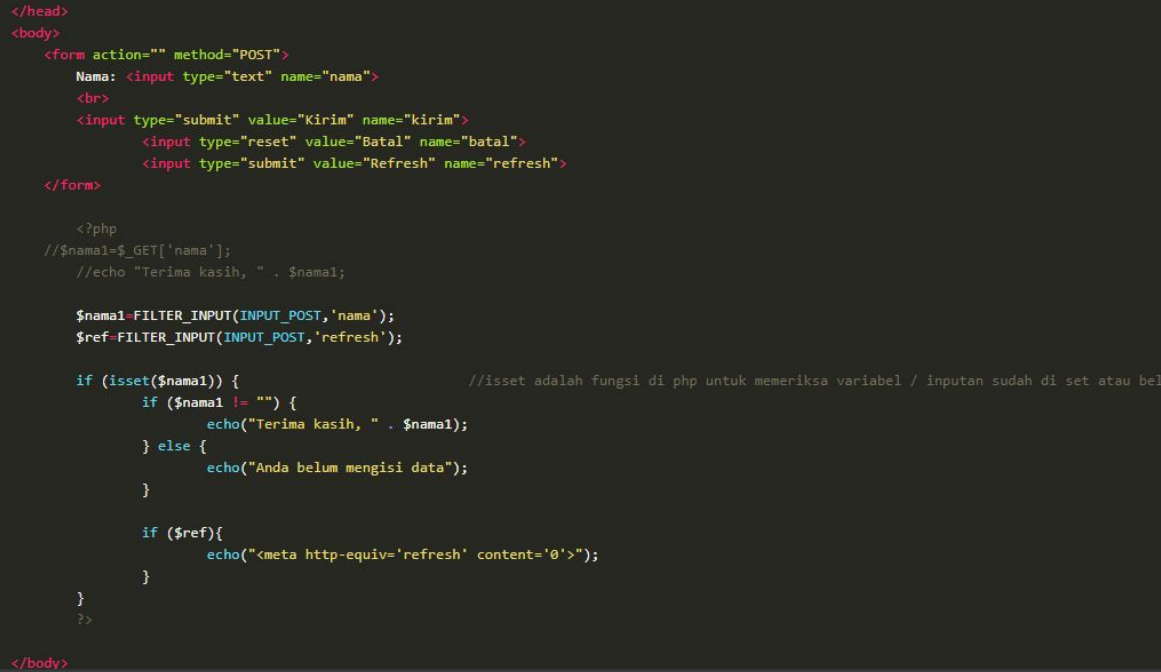 </head>
<body>
<form action="" method="POST">
Nama: <input type="text" name="nama">
<br>
<input type="submit" value="Kirim" name="kirim">
<input type="reset" value="Batal" name="batal">
<input type="submit" value="Refresh" name="refresh">
</form>
<?php
//$nama1=$_GET['nama'];
//echo "Terima kasih, " . $nama1;
$nama1=FILTER_INPUT(INPUT_POST,'nama');
$ref=FILTER_INPUT(INPUT_POST,'refresh');
if (isset($nama1)) { //isset adalah fungsi di php untuk memeriksa variabel / inputan sudah di set atau bel
if ($nama1 != "") {
echo("Terima kasih, " . $nama1);
} else {
echo("Anda belum mengisi data");
}
if ($ref){
echo("<meta http-equiv='refresh' content='0'>");
}
}
?>
</body>